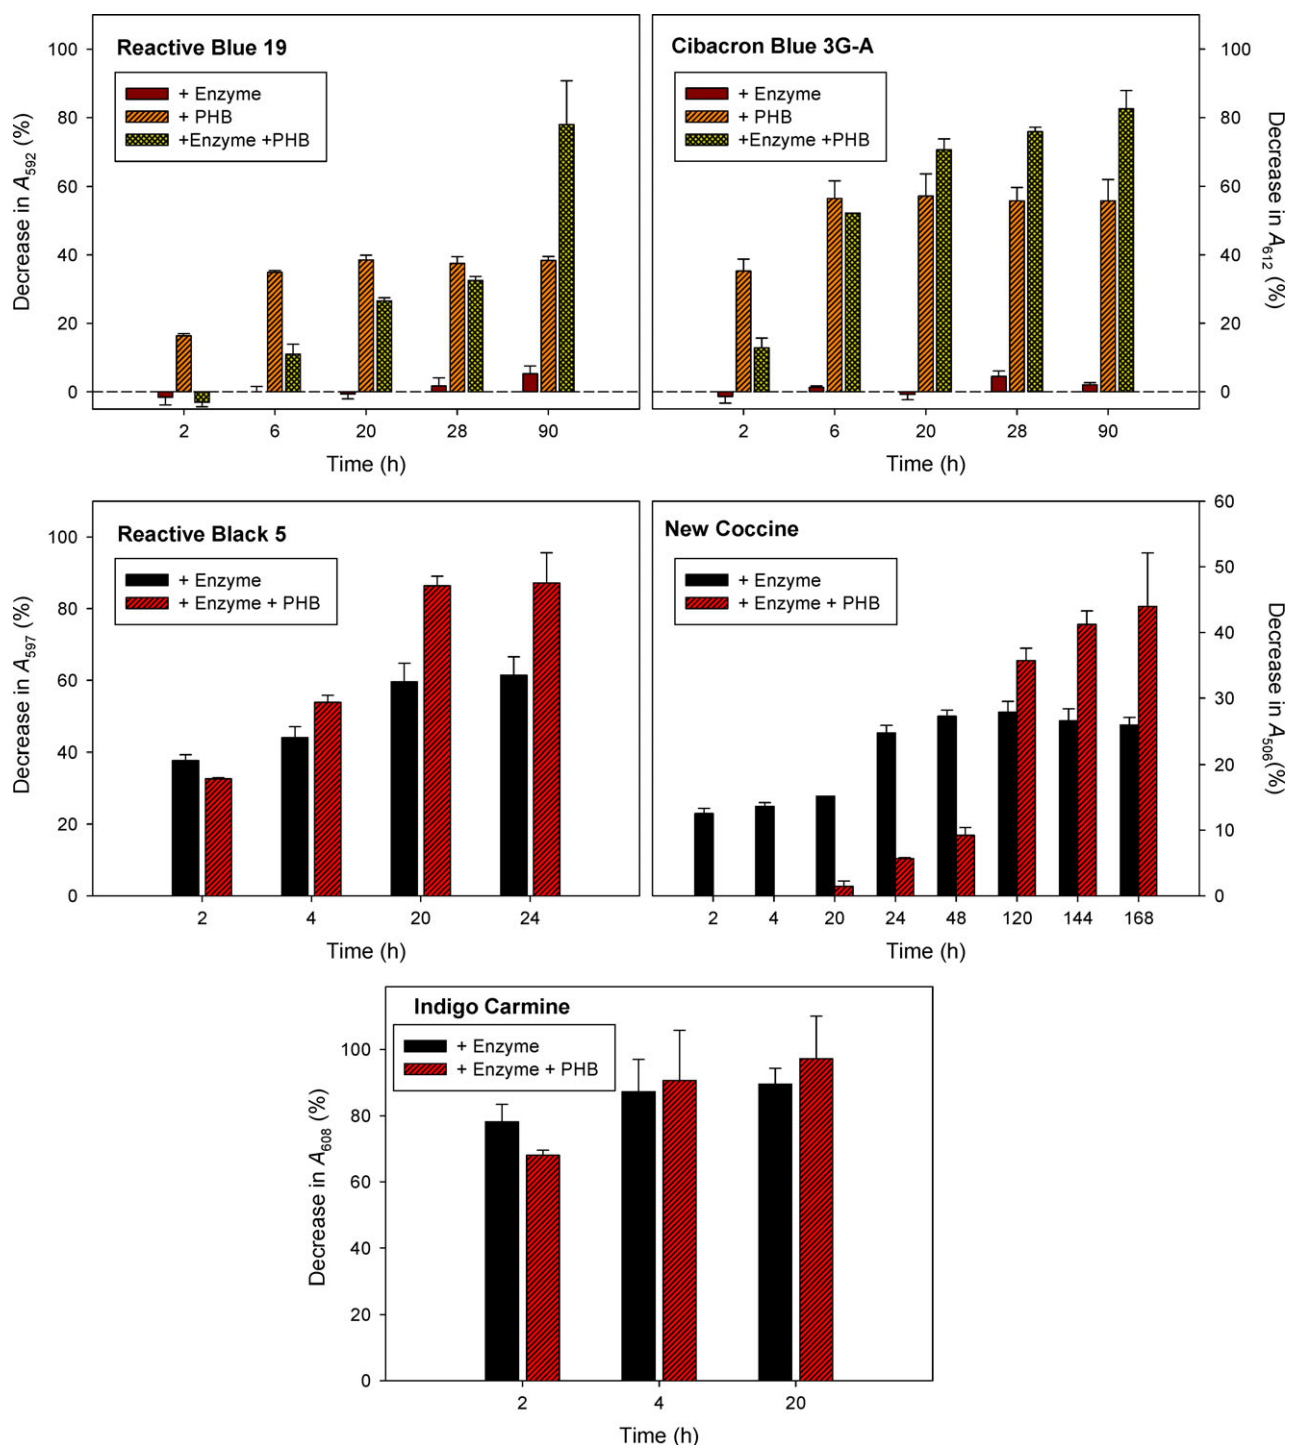 Reactive Blue 19
+ Enzyme
+ PHB
+Enzyme +PHB
Decrease in A592 (%)
100
80
60
40
20
0
2 6 20 28 90
Time (h)
Cibacron Blue 3G-A
+ Enzyme
+ PHB
+Enzyme +PHB
Decrease in A612 (%)
100
80
60
40
20
0
2 6 20 28 90
Time (h)
Reactive Black 5
+ Enzyme
+ Enzyme + PHB
Decrease in A597 (%)
100
80
60
40
20
0
2 4 20 24
Time (h)
New Coccine
+ Enzyme
+ Enzyme + PHB
Decrease in A506(%)
60
50
40
30
20
10
0
2 4 20 24 48 120 144 168
Time (h)
Indigo Carmine
+ Enzyme
+ Enzyme + PHB
Decrease in A608 (%)
100
80
60
40
20
0
2 4 20
Time (h)